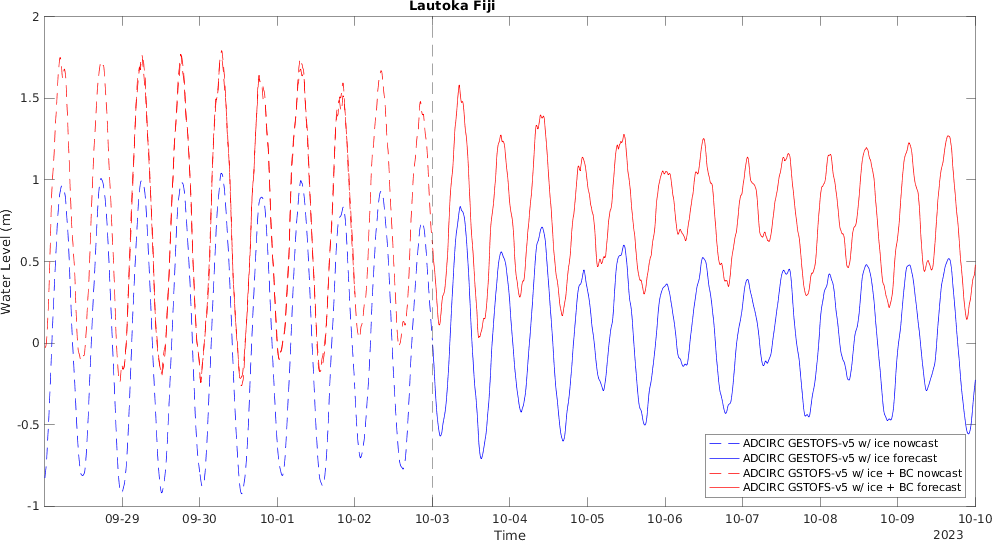 Lautoka Fiji
2
1.5
1
0.5
0
-0.5
-1
Water Level (m)
09-29 09-30 10-01 10-02 10-03 10-04 10-05 10-06 10-07 10-08 10-09 10-10
Time
2023
ADCIRC GESTOFS-v5 w/ ice nowcast
ADCIRC GESTOFS-v5 w/ ice forecast
ADCIRC GSTOFS-v5 w/ ice + BC nowcast
ADCIRC GSTOFS-v5 w/ ice + BC forecast